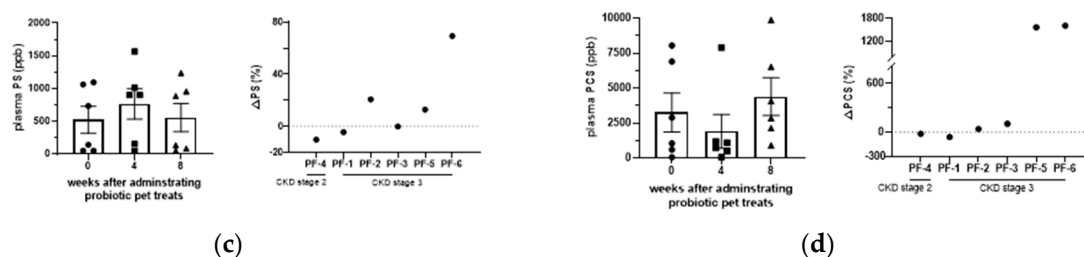 plasma PS (ppb)
2000
1500
1000
500
0
0 4 8
weeks after adminstrating
probiotic pet treats
ΔPS (%)
80
40
0
-20
PF-4 PF-1 PF-2 PF-3 PF-5 PF-6
CKD stage 2 CKD stage 3
(c)
plasma PCS (ppb)
10000
7500
5000
2500
0
0 4 8
weeks after adminstrating
probiotic pet treats
ΔPCS (%)
1800
1200
600
0
-300
PF-4 PF-1 PF-2 PF-3 PF-5 PF-6
CKD stage 2 CKD stage 3
(d)